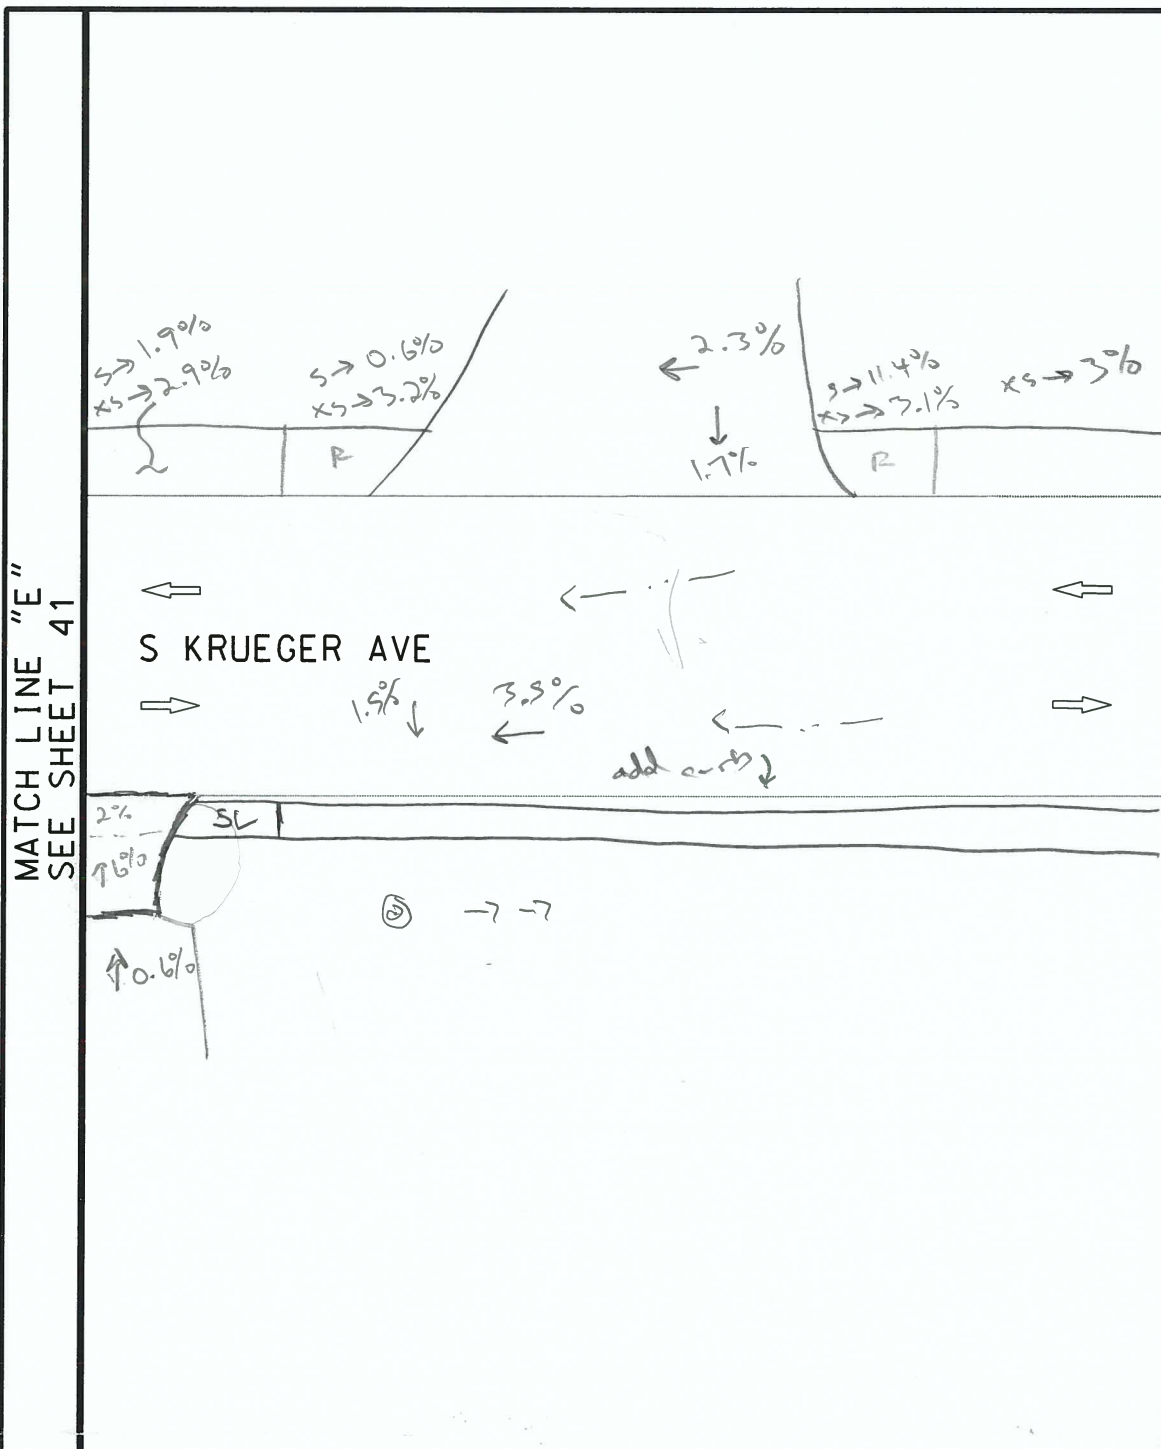 MATCH LINE "E"
SEE SHEET 41
s→1.9%
xs→2.9%
s→0.6%
xs→3.2%
R
←2.3%
↓
1.7%
s→11.4%
xs→3.1%
R
xs→3%
S KRUEGER AVE
1.5% ↓
3.5%
←
add curb ↓
2%
↑6%
SL
↑0.6%